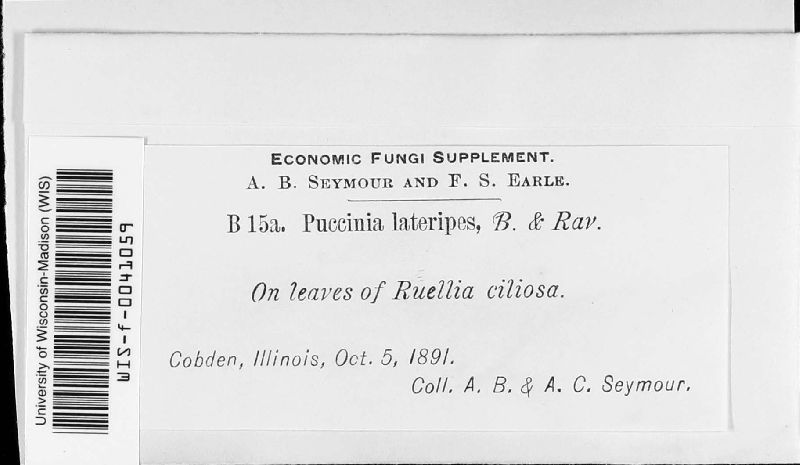 ECONOMIC FUNGI SUPPLEMENT.
A. B. SEYMOUR AND F. S. EARLE.
B 15a. Puccinia lateripes, B. & Rav.
On leaves of Ruellia ciliosa.
Cobden, Illinois, Oct. 5, 1891.
Coll. A. B. & A. C. Seymour.
University of Wisconsin-Madison (WIS)
WIS-f-0041059